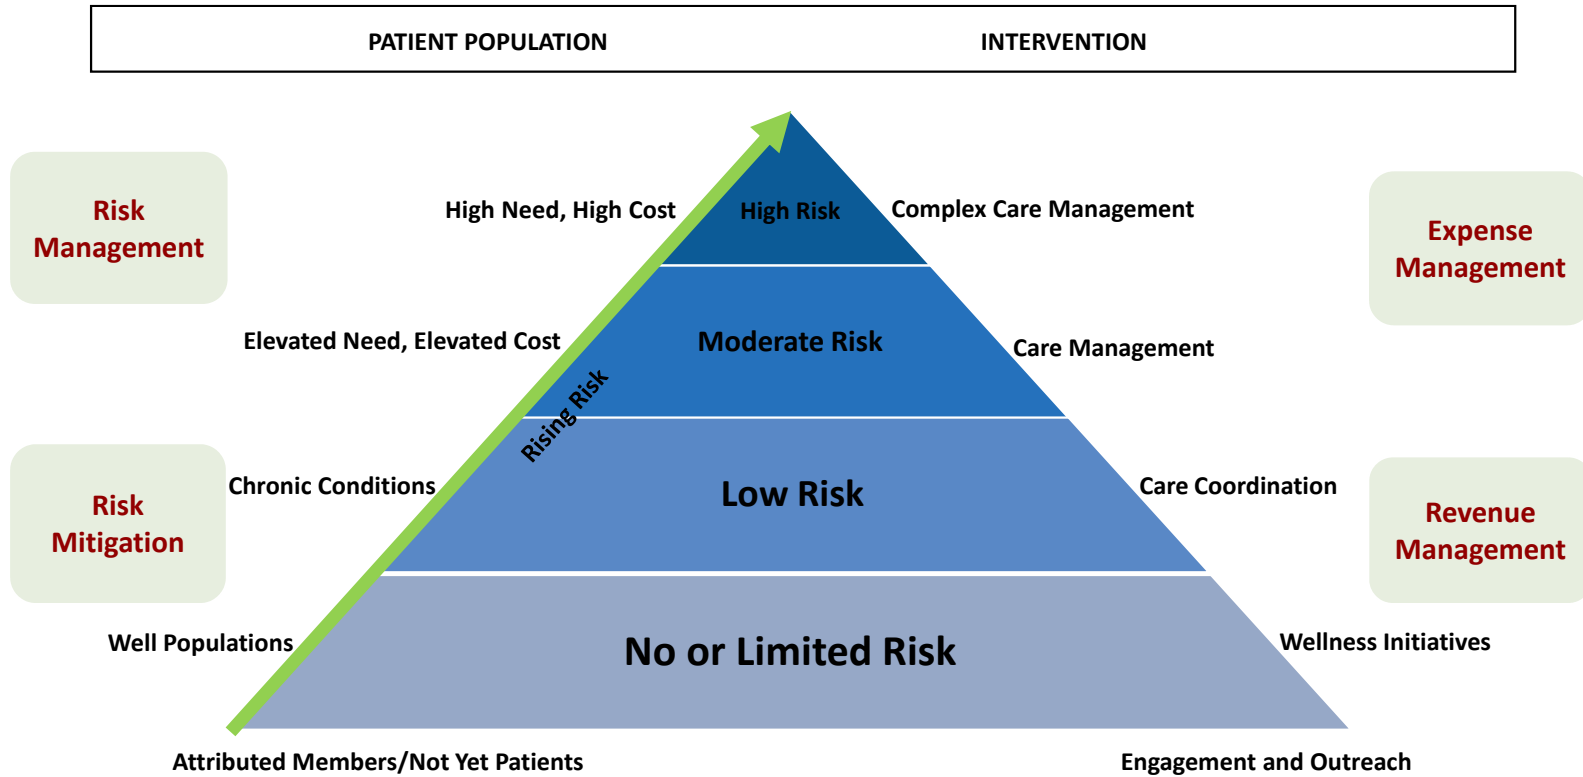 PATIENT POPULATION INTERVENTION
Risk
Management
High Need, High Cost
High Risk
Complex Care Management
Expense
Management
Elevated Need, Elevated Cost
Moderate Risk
Care Management
Rising Risk
Risk
Mitigation
Chronic Conditions
Low Risk
Care Coordination
Revenue
Management
Well Populations
No or Limited Risk
Wellness Initiatives
Attributed Members/Not Yet Patients
Engagement and Outreach